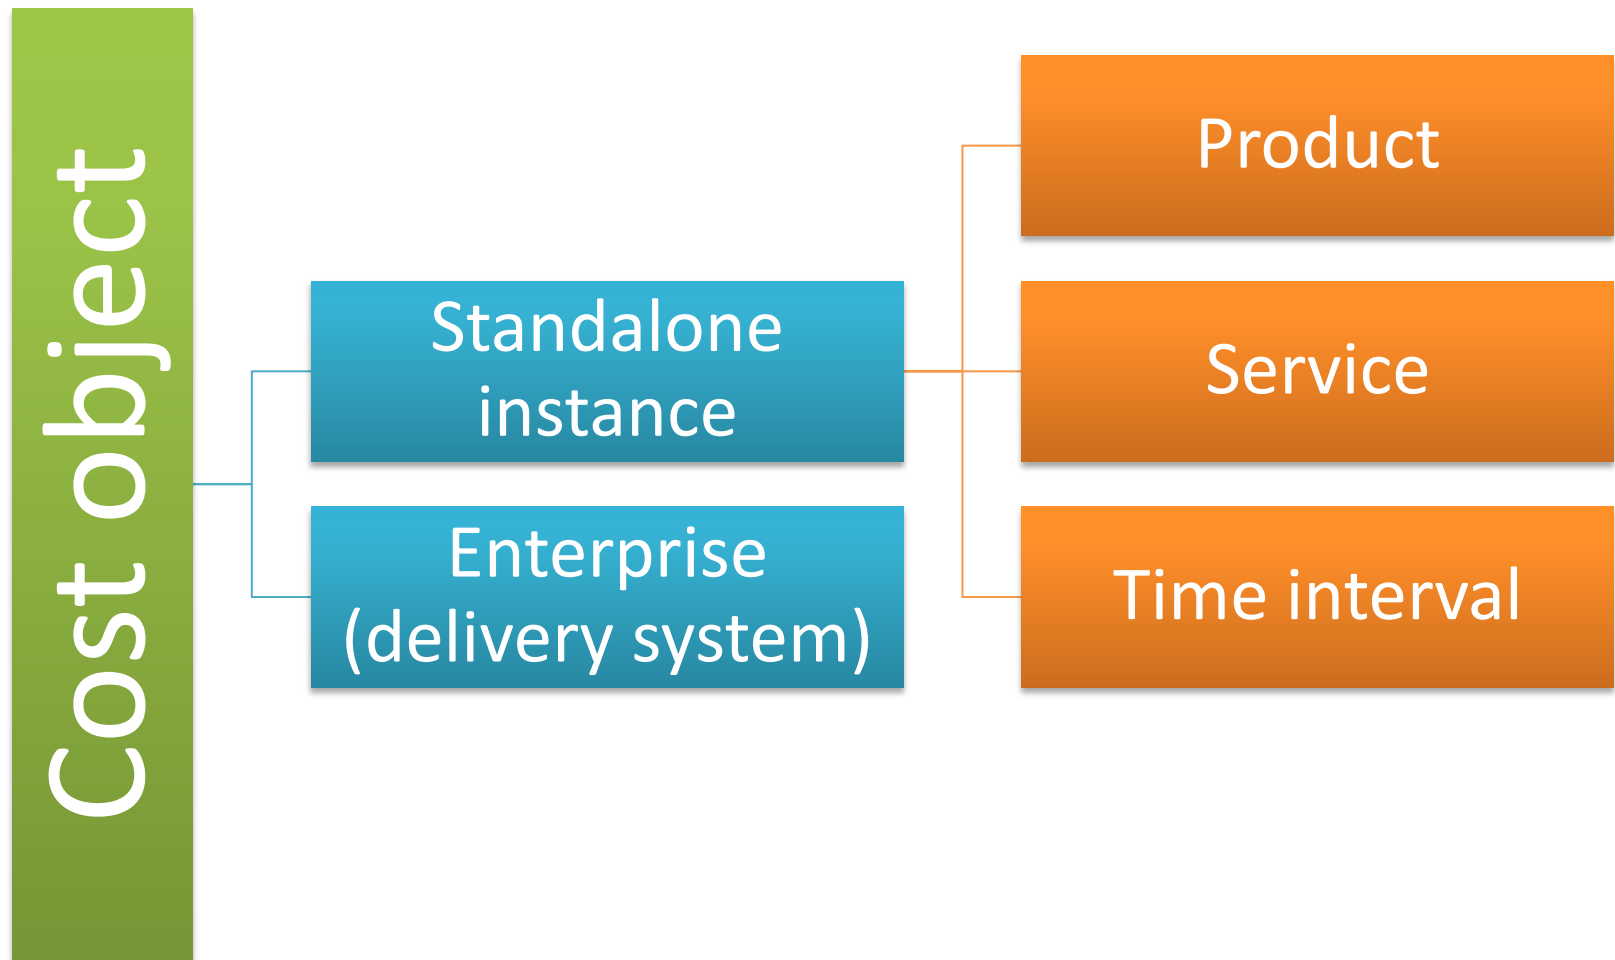 Cost object
Standalone
instance
Enterprise
(delivery system)
Product
Service
Time interval